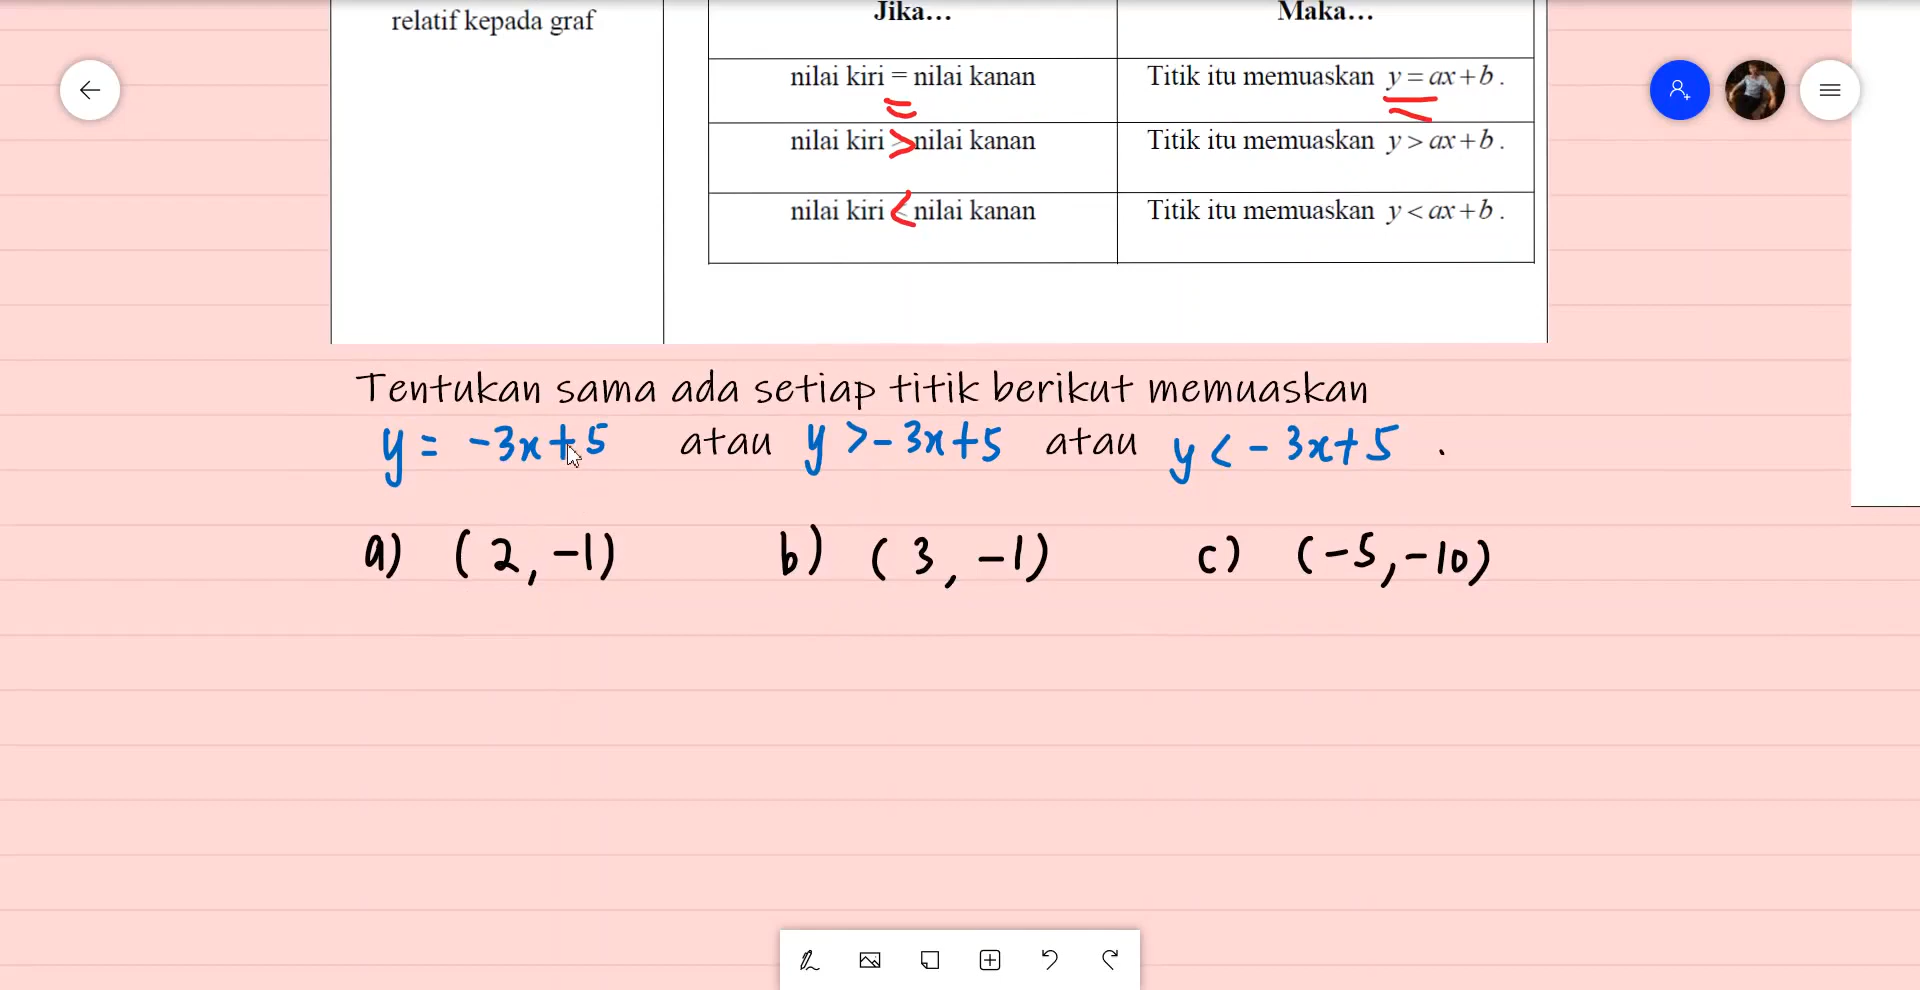 relatif kepada graf
Jika... Maka...
nilai kiri = nilai kanan Titik itu memuaskan y = ax + b .
nilai kiri > nilai kanan Titik itu memuaskan y > ax + b .
nilai kiri < nilai kanan Titik itu memuaskan y < ax + b .
Tentukan sama ada setiap titik berikut memuaskan
y = -3x + 5 atau y > -3x + 5 atau y < -3x + 5 .
a) (2, -1) b) (3, -1) c) (-5, -10)